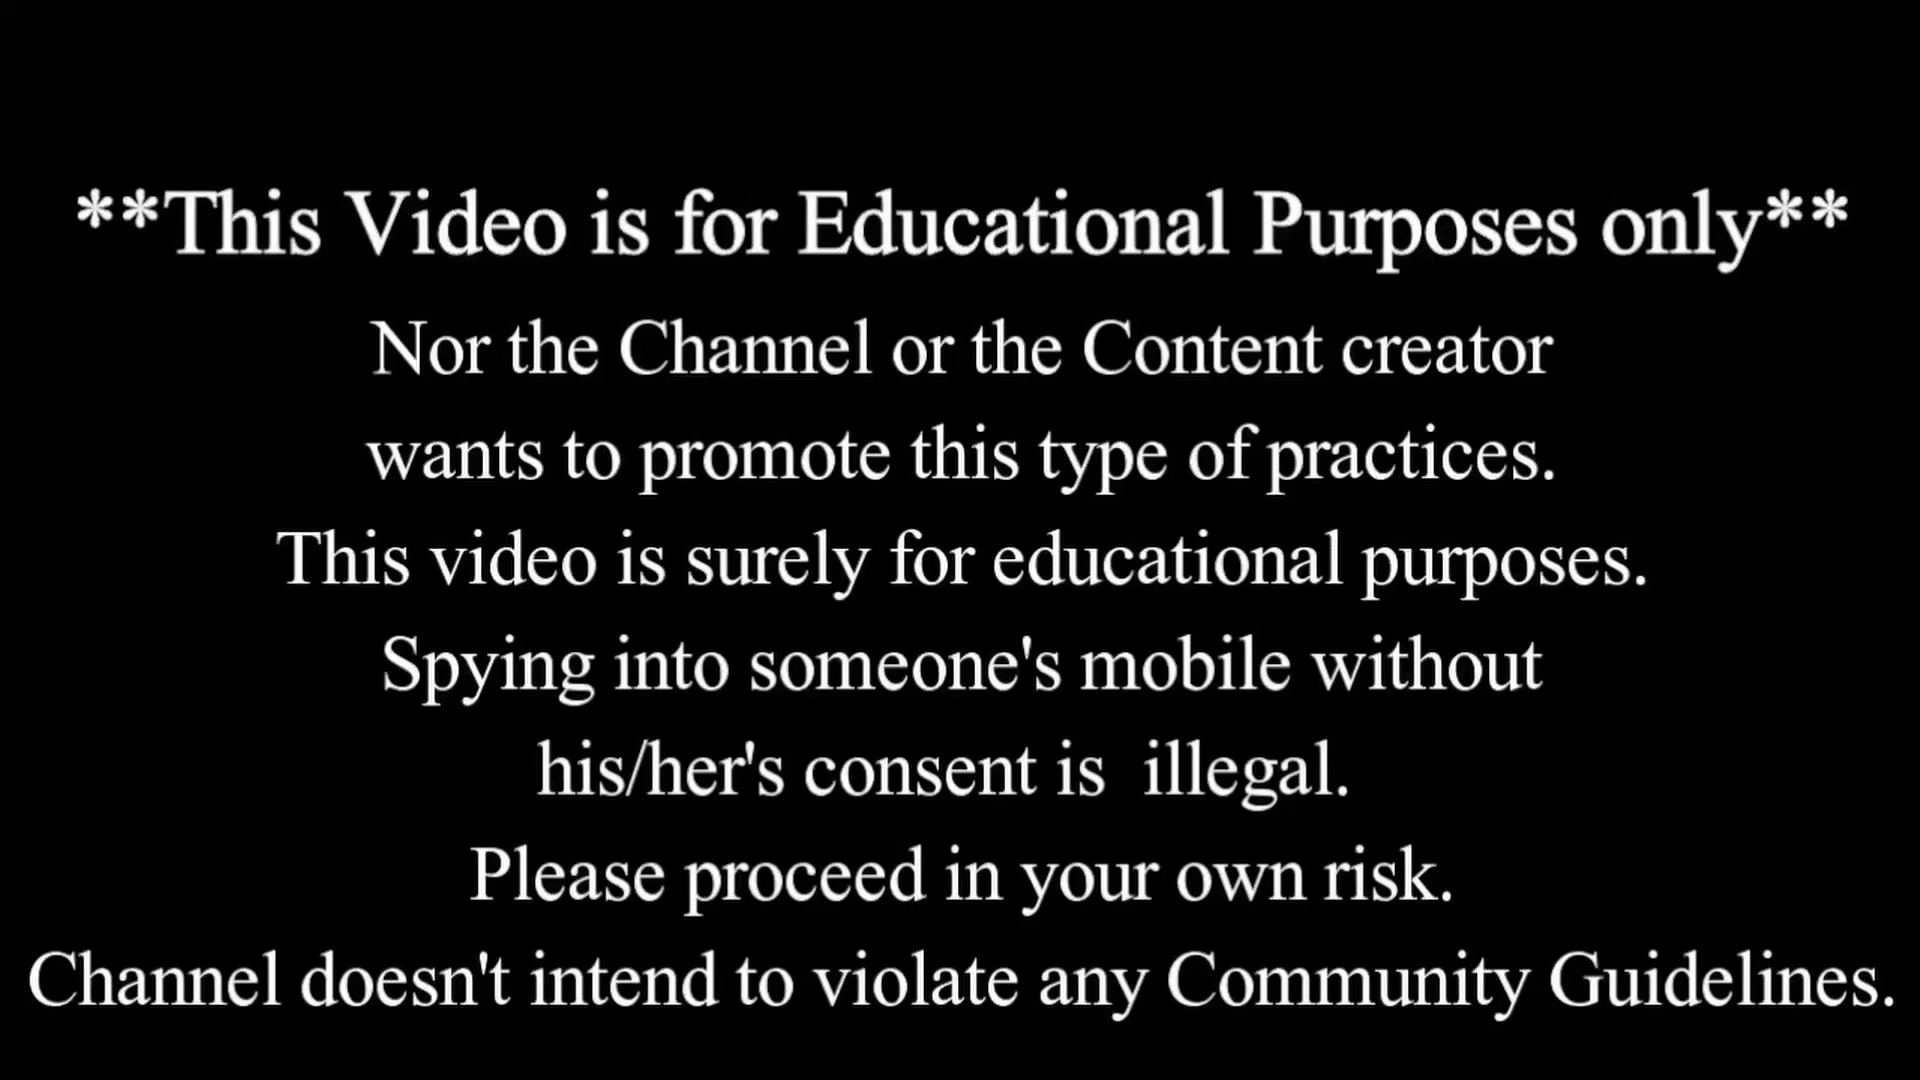 **This Video is for Educational Purposes only**
Nor the Channel or the Content creator
wants to promote this type of practices.
This video is surely for educational purposes.
Spying into someone's mobile without
his/her's consent is  illegal.
Please proceed in your own risk.
Channel doesn't intend to violate any Community Guidelines.